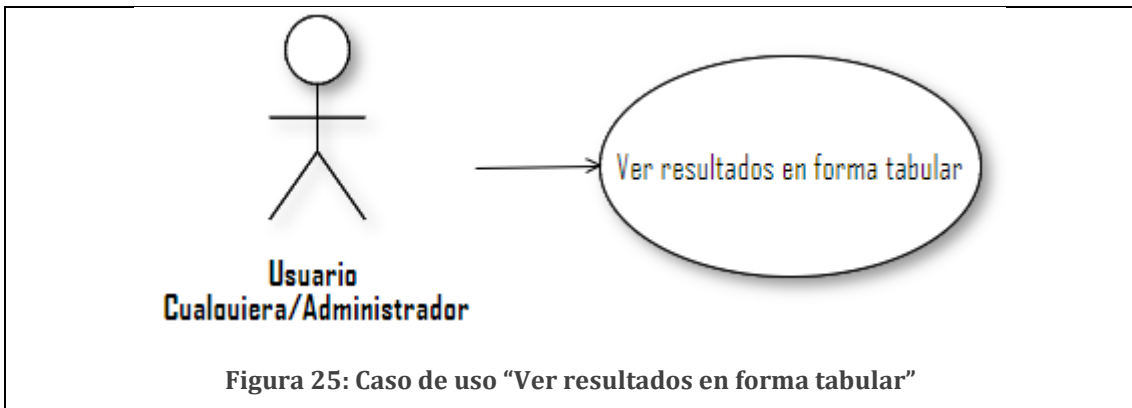 Ver resultados en forma tabular
Usuario
Cualquiera/Administrador
Figura 25: Caso de uso “Ver resultados en forma tabular”